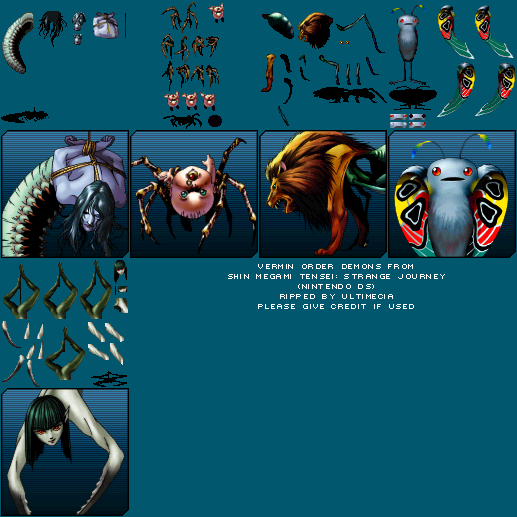 VERMIN ORDER DEMONS FROM
SHIN MEGAMI TENSEI: STRANGE JOURNEY
(NINTENDO DS)
RIPPED BY ULTIMECIA
PLEASE GIVE CREDIT IF USED